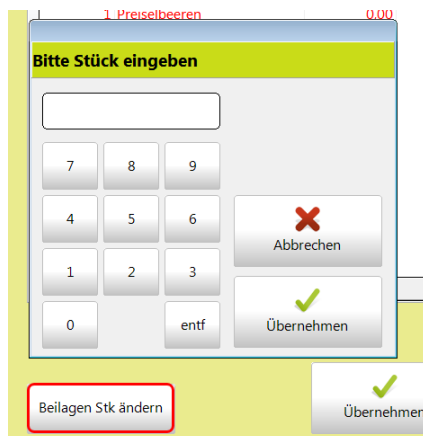 1 Preiselbeeren 0.00
Bitte Stück eingeben
7 8 9
4 5 6
Abbrechen
1 2 3
0 entf Übernehmen
Beilagen Stk ändern
Übernehmen